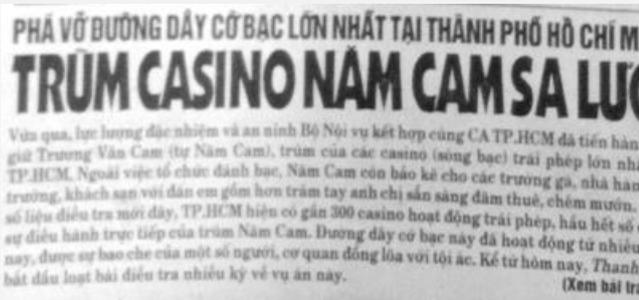 PHÁ VỠ ĐƯỜNG DÂY CỜ BẠC LỚN NHẤT TẠI THÀNH PHỐ HỒ CHÍ M
TRÙM CASINO NĂM CAM SA LƯ
Vừa qua, lực lượng đặc nhiệm và an ninh Bộ Nội vụ kết hợp cùng CA TP.HCM đã tiến hàn
giữ Trương Văn Cam (tự Năm Cam), trùm của các casino (sòng bạc) trái phép lớn nh
TP.HCM. Ngoài việc tổ chức đánh bạc, Năm Cam còn bảo kê cho các trường gà, nhà hàn
trường, khách sạn với đàn em gồm hơn trăm tay anh chị sẵn sàng đâm thuê, chém mướn.
số liệu điều tra mới đây, TP.HCM hiện có gần 300 casino hoạt động trái phép, hầu hết số
sự điều hành trực tiếp của trùm Năm Cam. Đường dây cờ bạc này đã hoạt động từ nhiều
nay, được sự bao che của một số người, cơ quan đồng lõa với tội ác. Kể từ hôm nay, Thanh
bắt đầu loạt bài điều tra nhiều kỳ về vụ án này.
(Xem bài tr